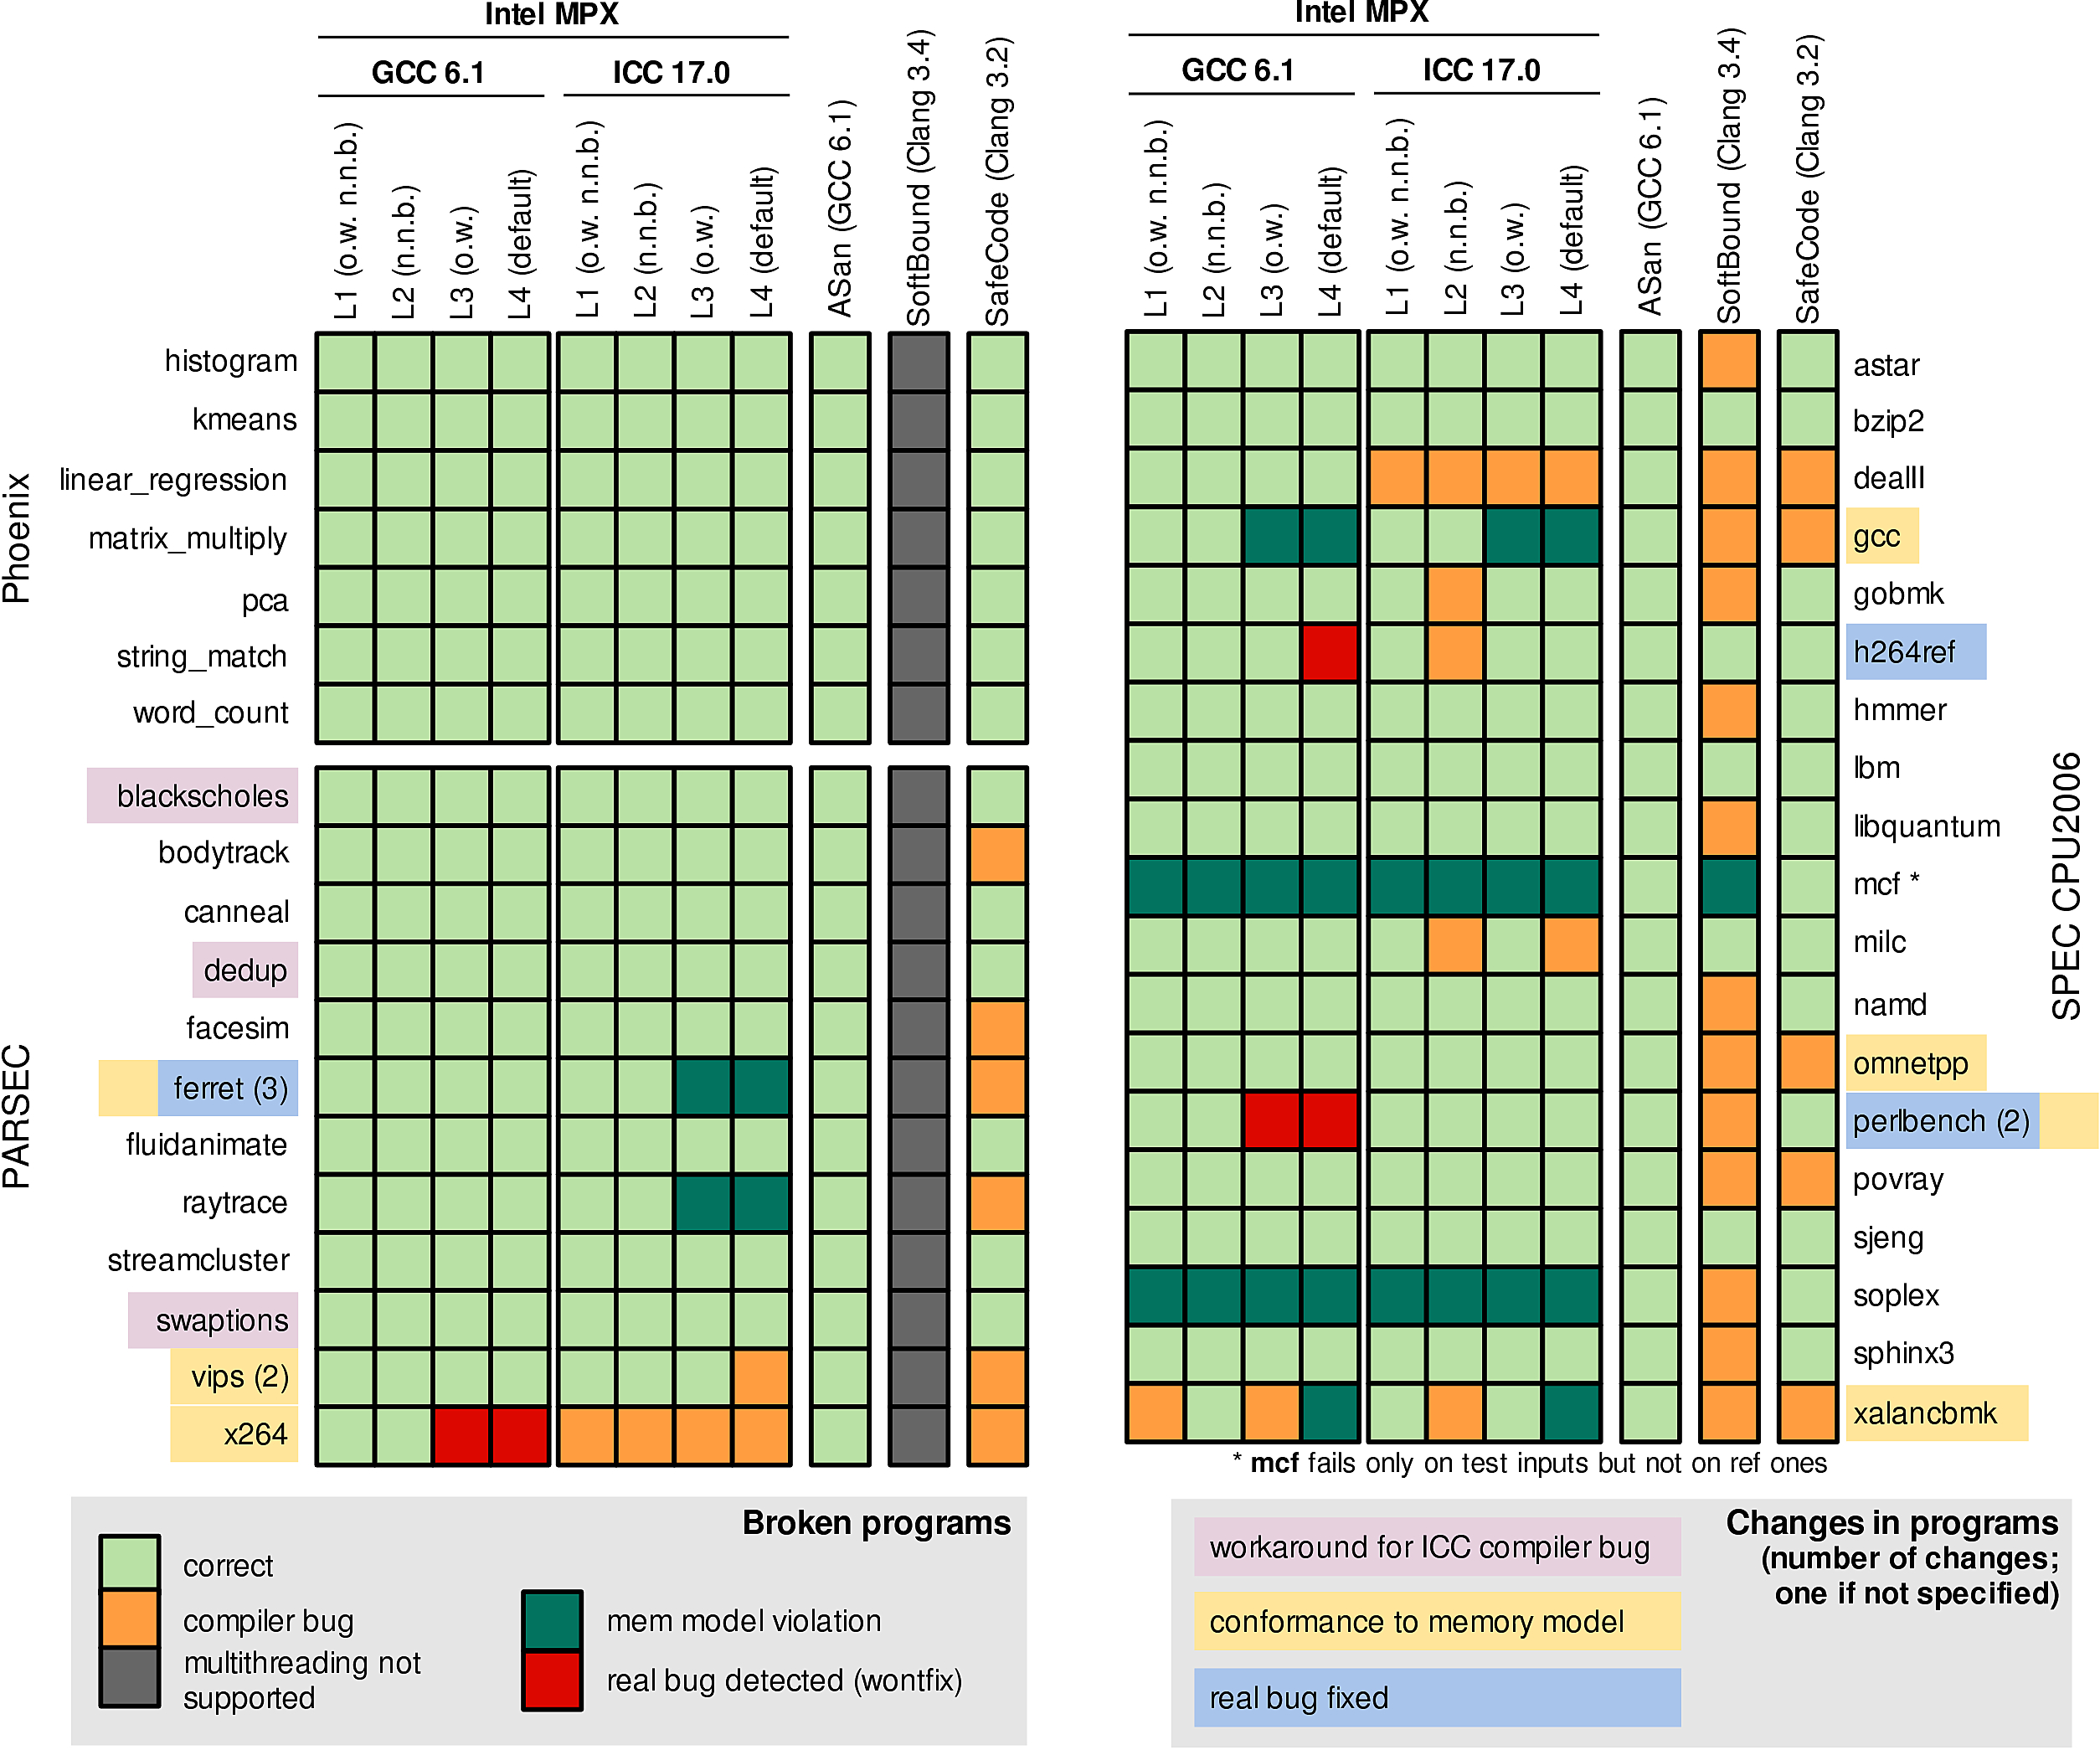 Intel MPX
GCC 6.1
ICC 17.0
L1 (o.w. n.n.b.)
L2 (n.n.b.)
L3 (o.w.)
L4 (default)
L1 (o.w. n.n.b.)
L2 (n.n.b.)
L3 (o.w.)
L4 (default)
ASan (GCC 6.1)
SoftBound (Clang 3.4)
SafeCode (Clang 3.2)
Phoenix
histogram
kmeans
linear_regression
matrix_multiply
pca
string_match
word_count
PARSEC
blackscholes
bodytrack
canneal
dedup
facesim
ferret (3)
fluidanimate
raytrace
streamcluster
swaptions
vips (2)
x264
Intel MPX
GCC 6.1
ICC 17.0
L1 (o.w. n.n.b.)
L2 (n.n.b.)
L3 (o.w.)
L4 (default)
L1 (o.w. n.n.b.)
L2 (n.n.b.)
L3 (o.w.)
L4 (default)
ASan (GCC 6.1)
SoftBound (Clang 3.4)
SafeCode (Clang 3.2)
astar
bzip2
dealII
gcc
gobmk
h264ref
hmmer
lbm
libquantum
mcf *
milc
namd
omnetpp
perlbench (2)
povray
sjeng
soplex
sphinx3
xalancbmk
SPEC CPU2006
* mcf fails only on test inputs but not on ref ones
Broken programs
correct
compiler bug
multithreading not
supported
mem model violation
real bug detected (wontfix)
Changes in programs
(number of changes;
one if not specified)
workaround for ICC compiler bug
conformance to memory model
real bug fixed